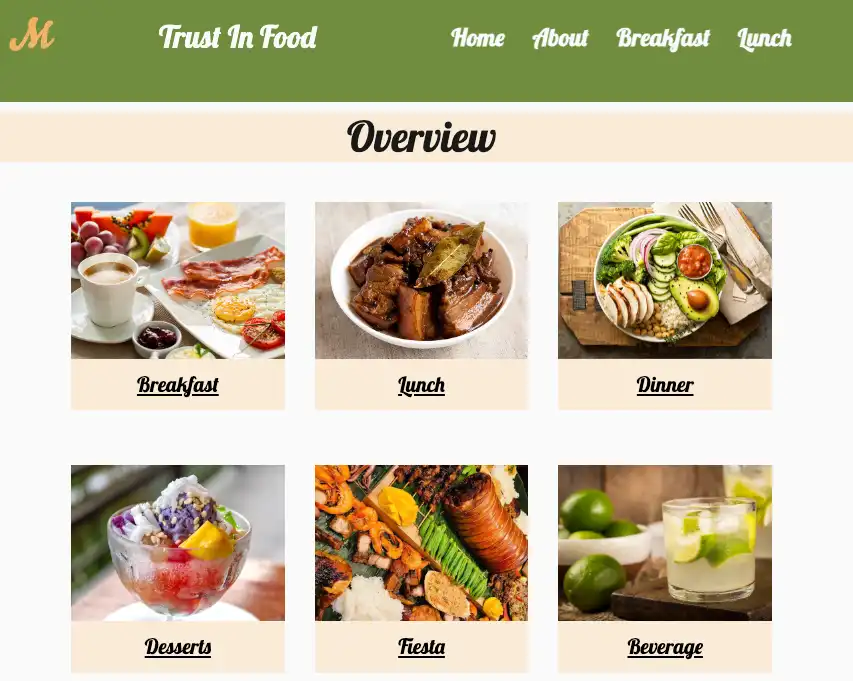 M
Trust In Food
Home About Breakfast Lunch
Overview
Breakfast
Lunch
Dinner
Desserts
Fiesta
Beverage